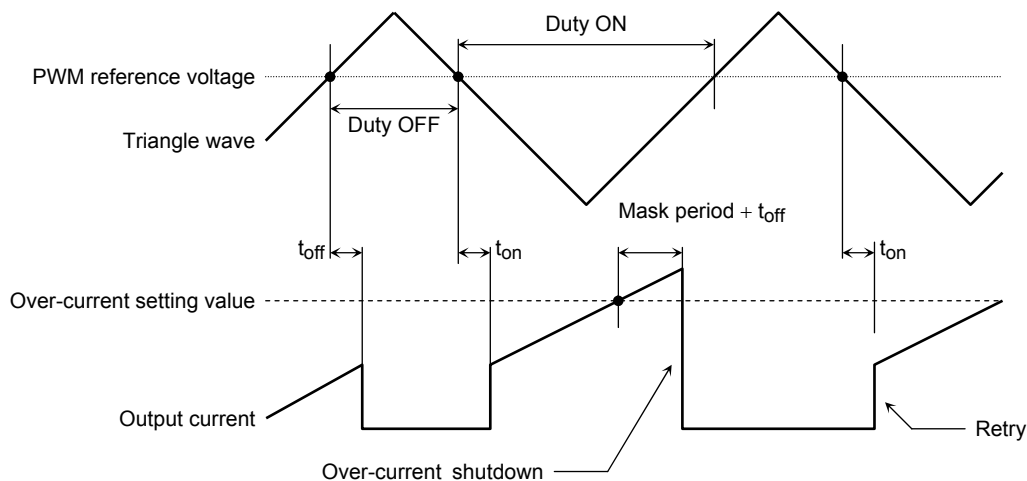 Duty ON
PWM reference voltage
Duty OFF
Triangle wave
Mask period + toff
toff
ton
ton
Over-current setting value
Output current
Retry
Over-current shutdown